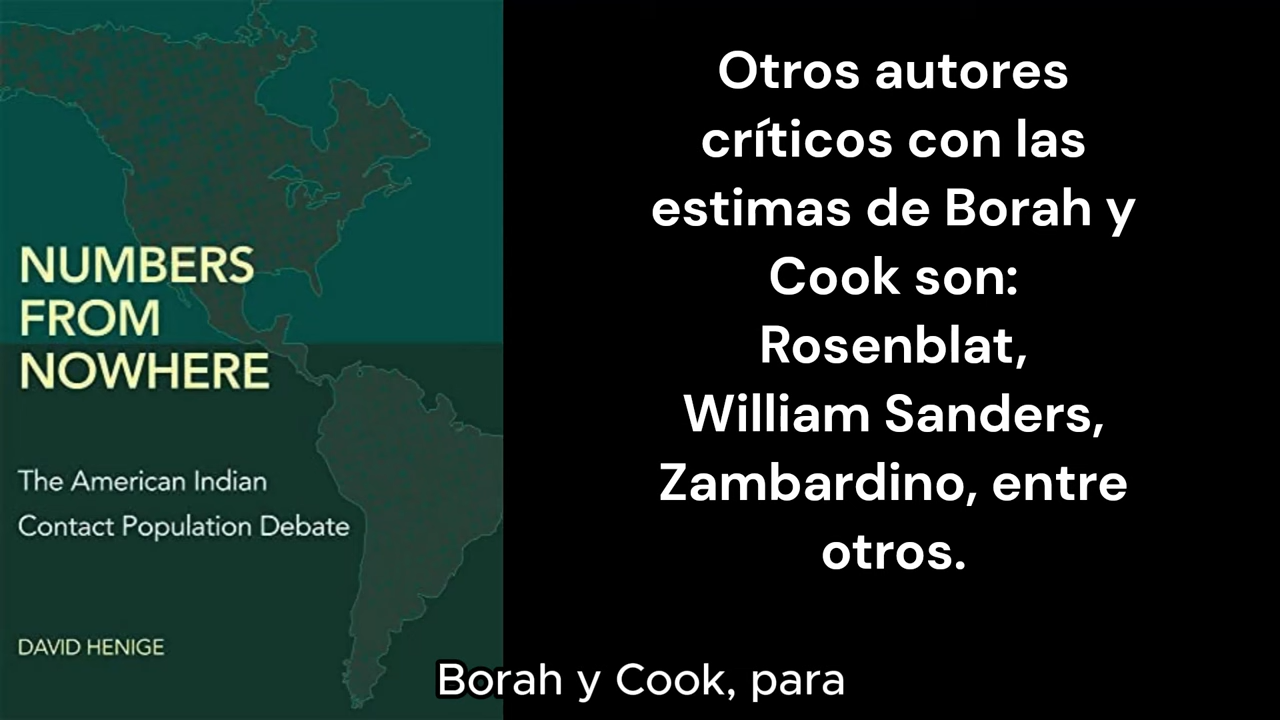 NUMBERS
FROM
NOWHERE
The American Indian
Contact Population Debate
DAVID HENIGE
Otros autores
críticos con las
estimas de Borah y
Cook son:
Rosenblat,
William Sanders,
Zambardino, entre
otros.
Borah y Cook, para